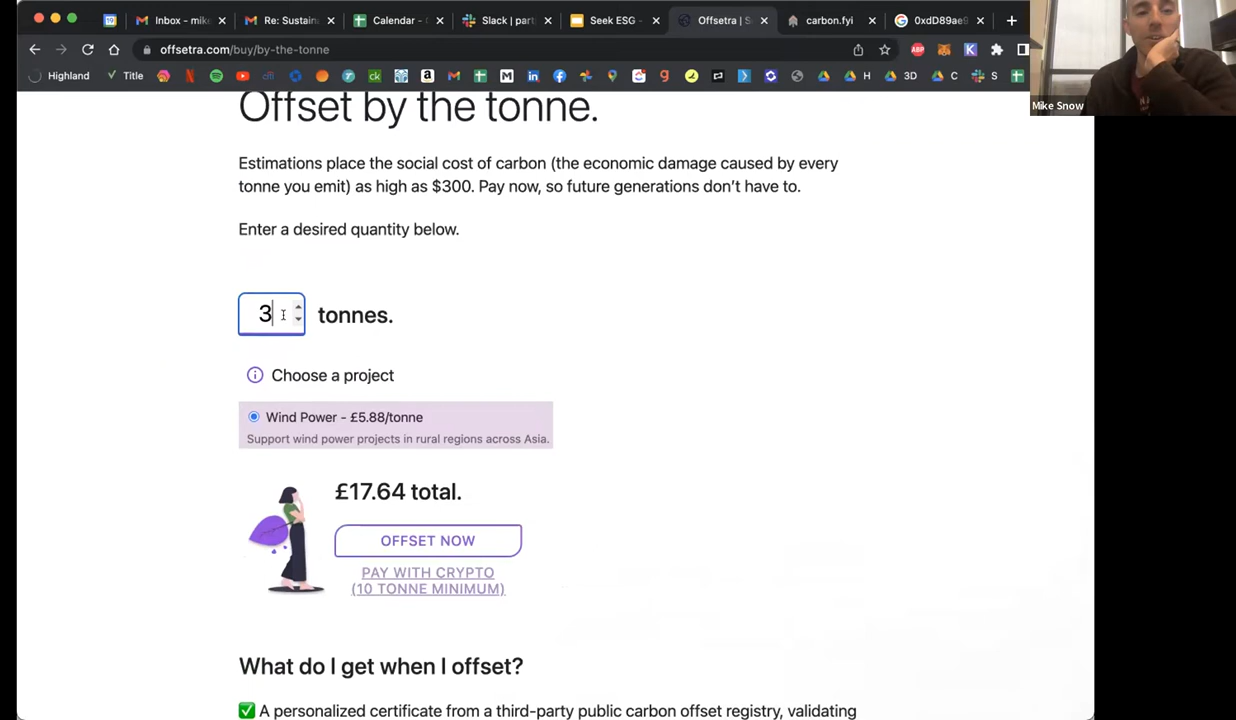 Inbox - mike
Re: Sustaina
Calendar - C
Slack | part
Seek ESG -
Offsetra | S
carbon.fyi
0xdD89ae9
offsetra.com/buy/by-the-tonne
Highland
Title
H
3D
C
S
Mike Snow
Offset by the tonne.
Estimations place the social cost of carbon (the economic damage caused by every
tonne you emit) as high as $300. Pay now, so future generations don’t have to.
Enter a desired quantity below.
3 tonnes.
Choose a project
Wind Power - £5.88/tonne
Support wind power projects in rural regions across Asia.
£17.64 total.
OFFSET NOW
PAY WITH CRYPTO
(10 TONNE MINIMUM)
What do I get when I offset?
✅ A personalized certificate from a third-party public carbon offset registry, validating